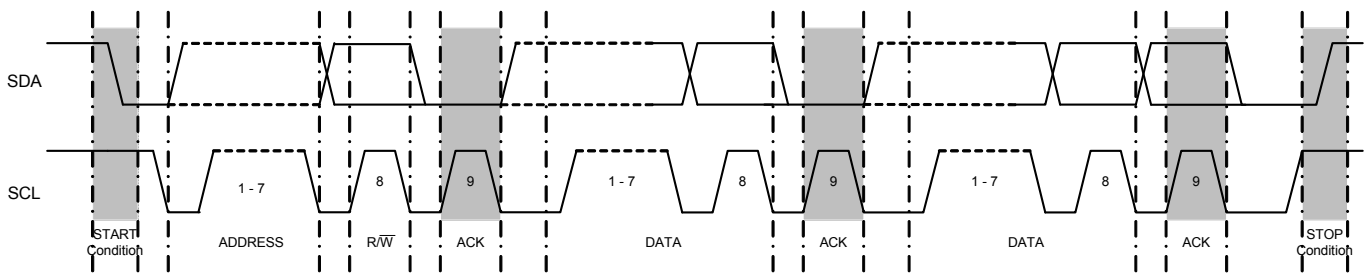 SDA
SCL
1 - 7
8
9
1 - 7
8
9
1 - 7
8
9
START
Condition
ADDRESS
R/W̅
ACK
DATA
ACK
DATA
ACK
STOP
Condition